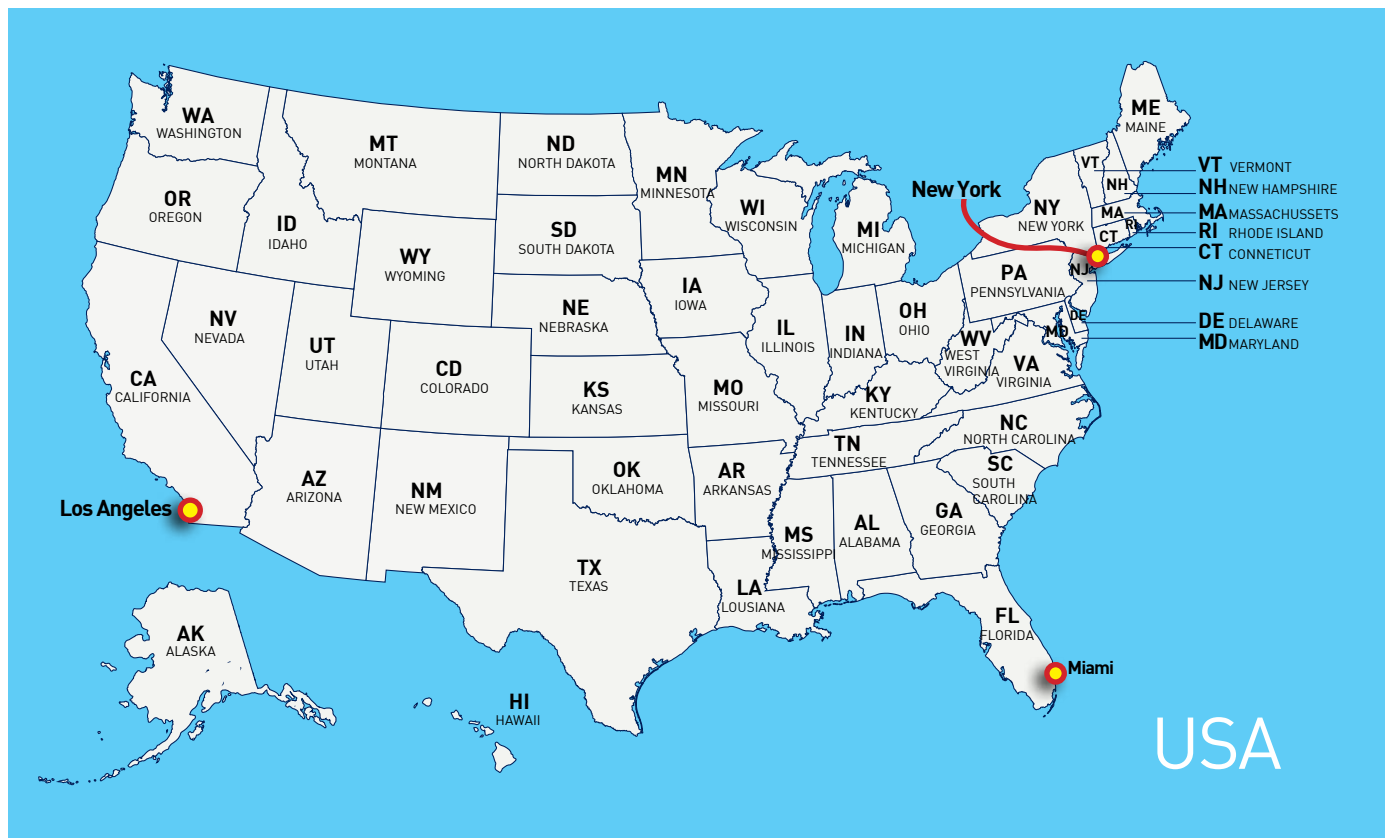 WA
WASHINGTON
OR
OREGON
CA
CALIFORNIA
NV
NEVADA
ID
IDAHO
MT
MONTANA
WY
WYOMING
UT
UTAH
CD
COLORADO
AZ
ARIZONA
NM
NEW MEXICO
ND
NORTH DAKOTA
SD
SOUTH DAKOTA
NE
NEBRASKA
KS
KANSAS
OK
OKLAHOMA
TX
TEXAS
MN
MINNESOTA
IA
IOWA
MO
MISSOURI
AR
ARKANSAS
LA
LOUSIANA
WI
WISCONSIN
IL
ILLINOIS
MI
MICHIGAN
IN
INDIANA
OH
OHIO
KY
KENTUCKY
TN
TENNESSEE
MS
MISSISSIPPI
AL
ALABAMA
GA
GEORGIA
FL
FLORIDA
SC
SOUTH
CAROLINA
NC
NORTH CAROLINA
VA
VIRGINIA
WV
WEST
VIRGINIA
PA
PENNSYLVANIA
NY
NEW YORK
ME
MAINE
VT
NH
MA
RI
CT
NJ
DE
MD
VT VERMONT
NH NEW HAMPSHIRE
MA MASSACHUSSETS
RI RHODE ISLAND
CT CONNETICUT
NJ NEW JERSEY
DE DELAWARE
MD MARYLAND
New York
Los Angeles
Miami
AK
ALASKA
HI
HAWAII
USA